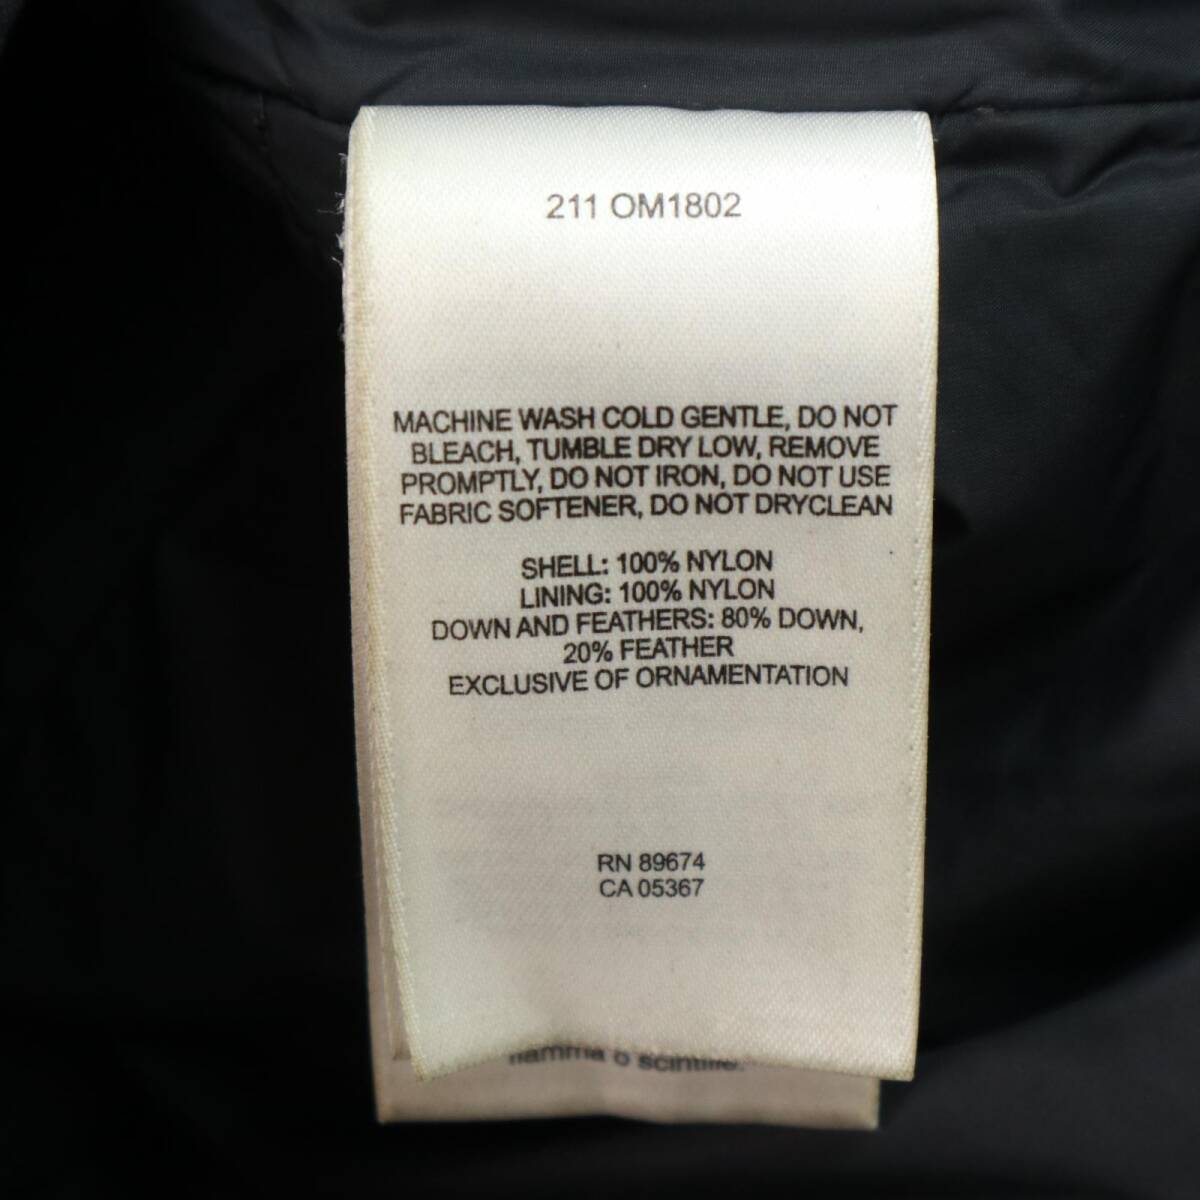 211 OM1802
MACHINE WASH COLD GENTLE, DO NOT
BLEACH, TUMBLE DRY LOW, REMOVE
PROMPTLY, DO NOT IRON, DO NOT USE
FABRIC SOFTENER, DO NOT DRYCLEAN
SHELL: 100% NYLON
LINING: 100% NYLON
DOWN AND FEATHERS: 80% DOWN,
20% FEATHER
EXCLUSIVE OF ORNAMENTATION
RN 89674
CA 05367
fiamma o scintille.